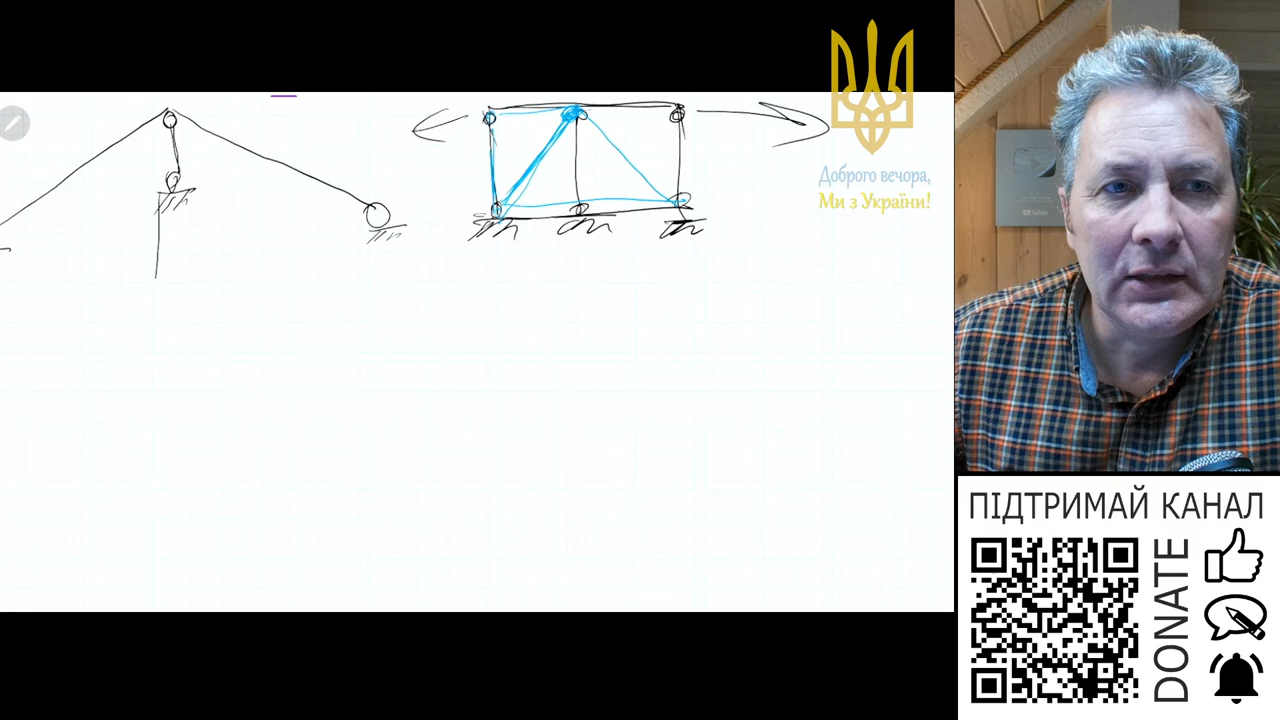 Доброго вечора,
Ми з України!
ПІДТРИМАЙ КАНАЛ
DONATE